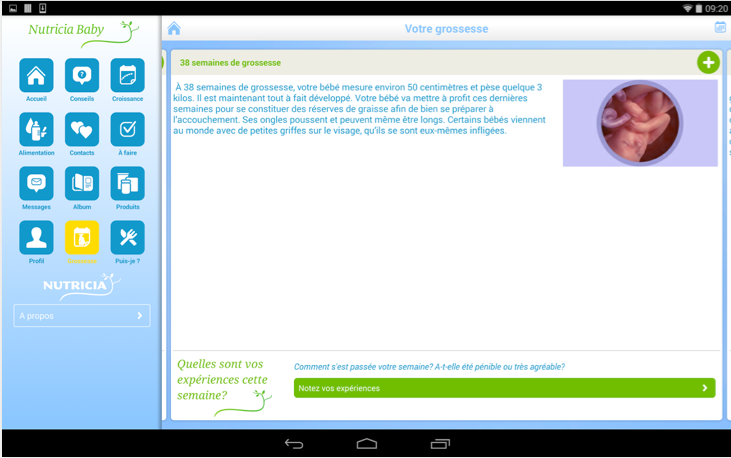 09:20
Nutricia Baby
Votre grossesse
Accueil
Conseils
Croissance
Alimentation
Contacts
À faire
Messages
Album
Produits
Profil
Puis-je ?
NUTRICIA
A propos
38 semaines de grossesse
À 38 semaines de grossesse, votre bébé mesure environ 50 centimètres et pèse quelque 3
kilos. Il est maintenant tout à fait développé. Votre bébé va mettre à profit ces dernières
semaines pour se constituer des réserves de graisse afin de bien se préparer à
l'accouchement. Ses ongles poussent et peuvent même être longs. Certains bébés viennent
au monde avec de petites griffes sur le visage, qu'ils se sont eux-mêmes infligées.
Quelles sont vos
expériences cette
semaine?
Comment s'est passée votre semaine? A-t-elle été pénible ou très agréable?
Notez vos expériences